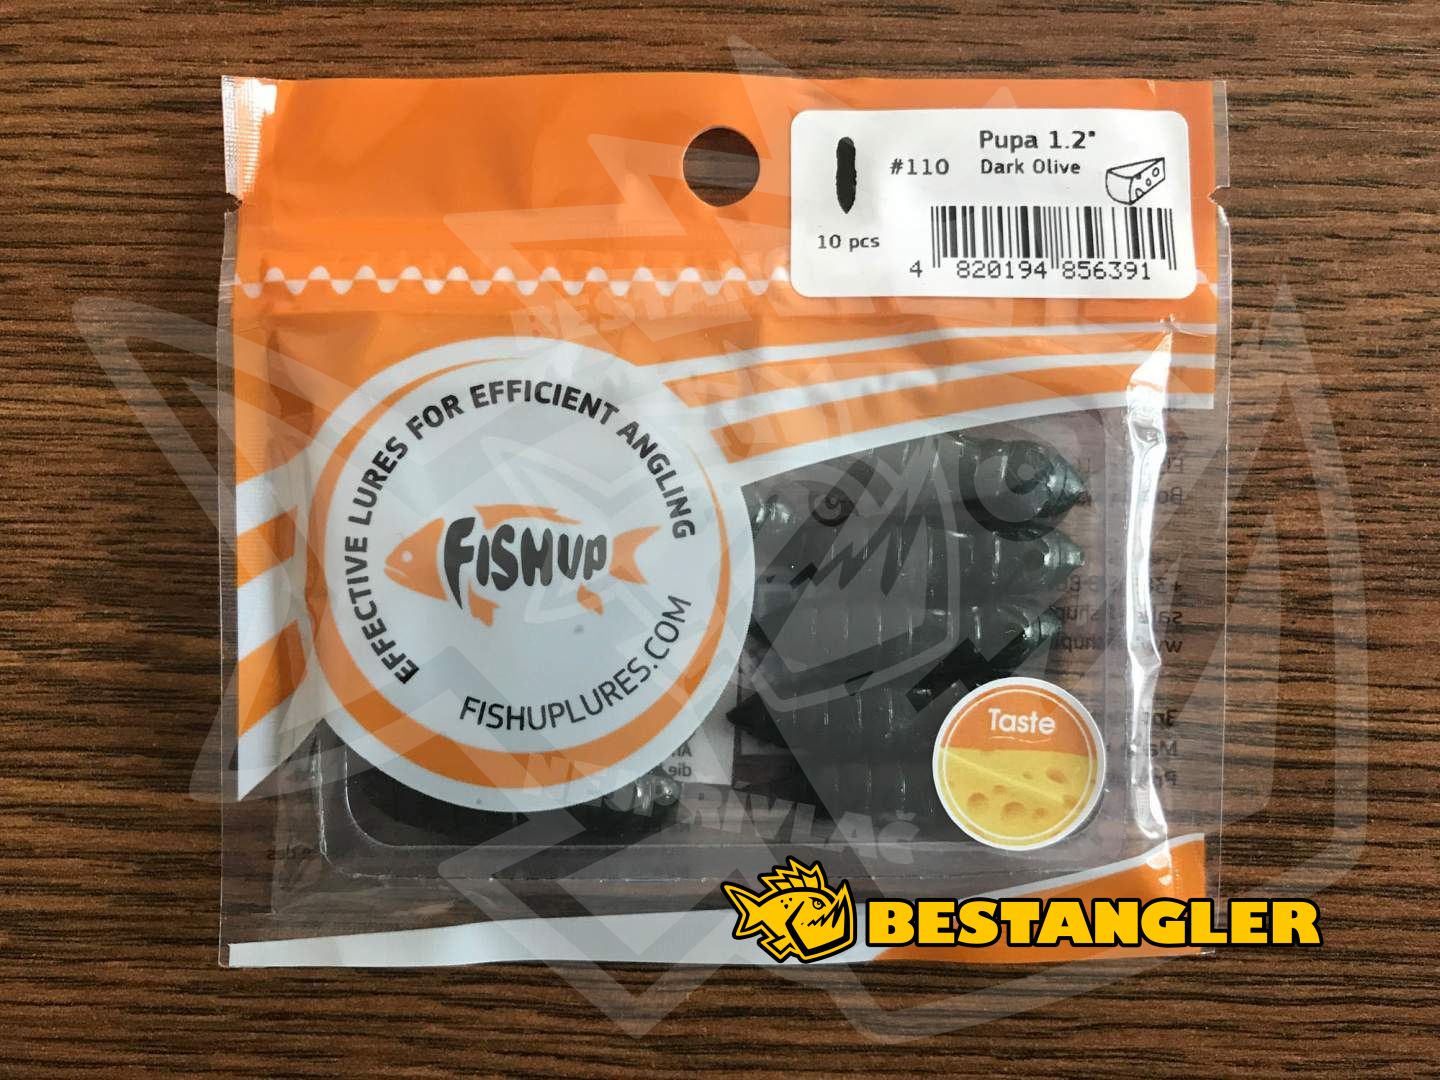 Pupa 1.2"
#110
Dark Olive
10 pcs
4 820194 856391
EFFECTIVE LURES FOR EFFICIENT ANGLING
FISHUP
FISHUPLURES.COM
Taste
BESTANGLER